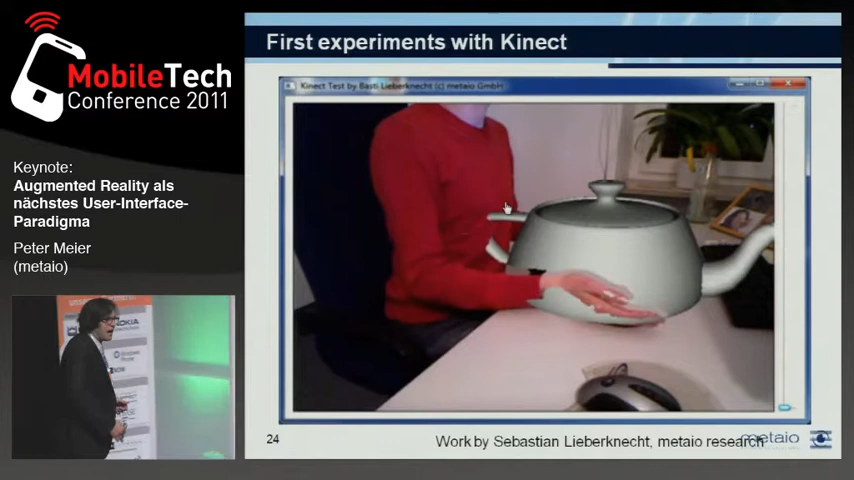 MobileTech
Conference 2011
Keynote:
Augmented Reality als
nächstes User-Interface-
Paradigma
Peter Meier
(metaio)
First experiments with Kinect
Kinect Test by Basti Lieberknecht (c) metaio GmbH
24
Work by Sebastian Lieberknecht, metaio research
metaio
NOKIA